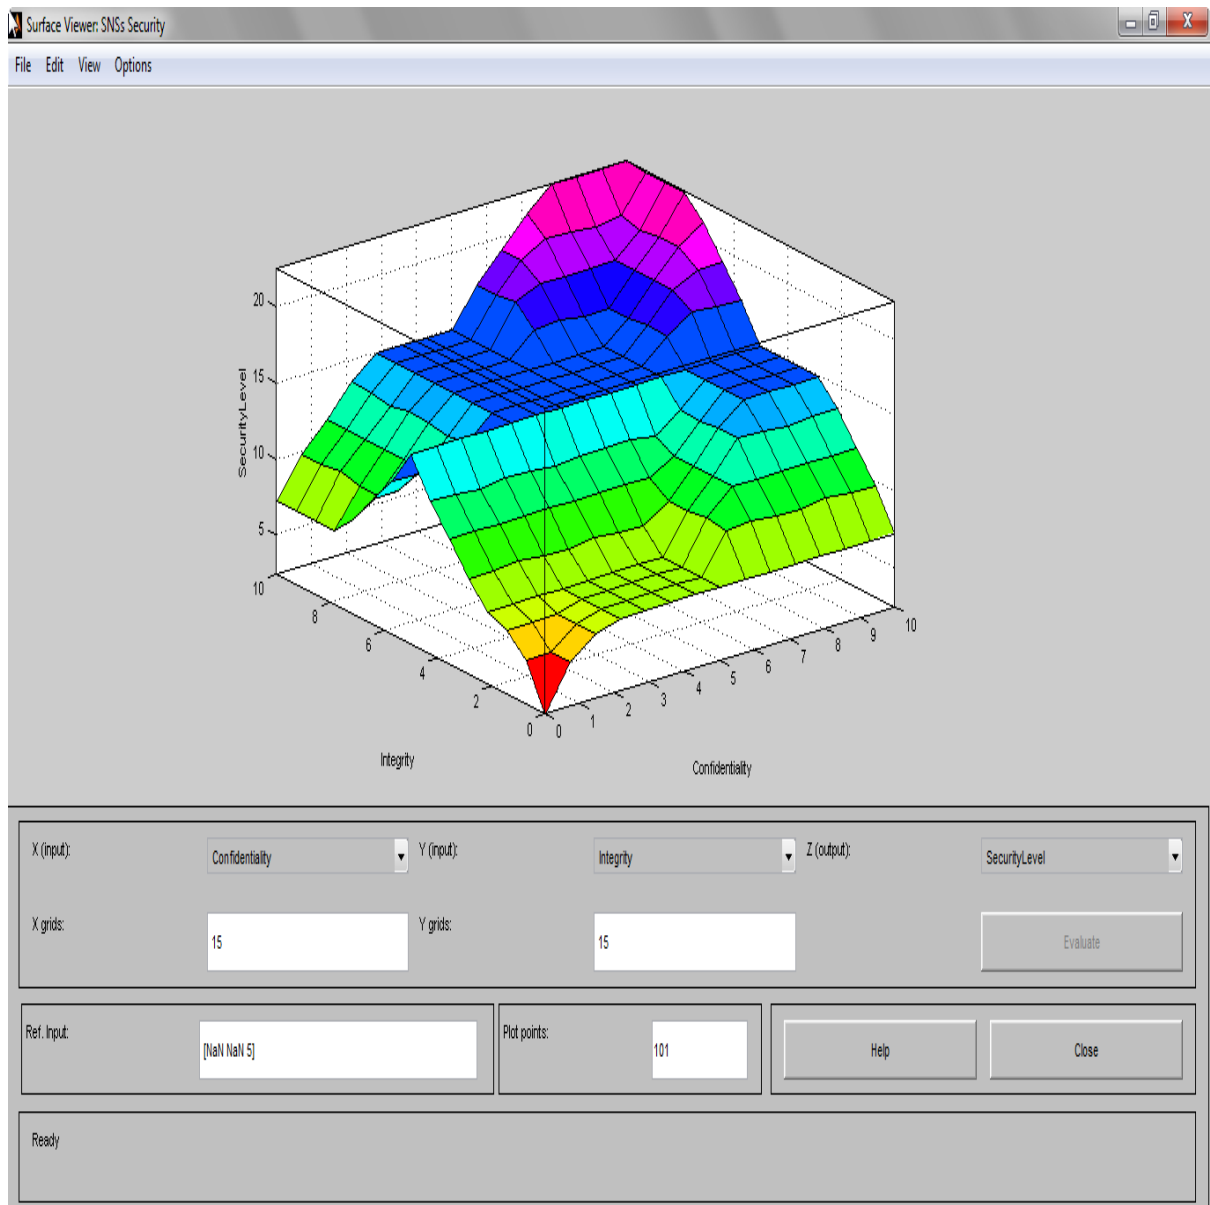 Surface Viewer: SNSs Security
File Edit View Options
20
15
10
5
SecurityLevel
10
8
6
4
2
0
0
1
2
3
4
5
6
7
8
9
10
Integrity
Confidentiality
X (input): Confidentiality Y (input): Integrity Z (output): SecurityLevel
X grids: 15 Y grids: 15 Evaluate
Ref. Input: [NaN NaN 5] Plot points: 101 Help Close
Ready